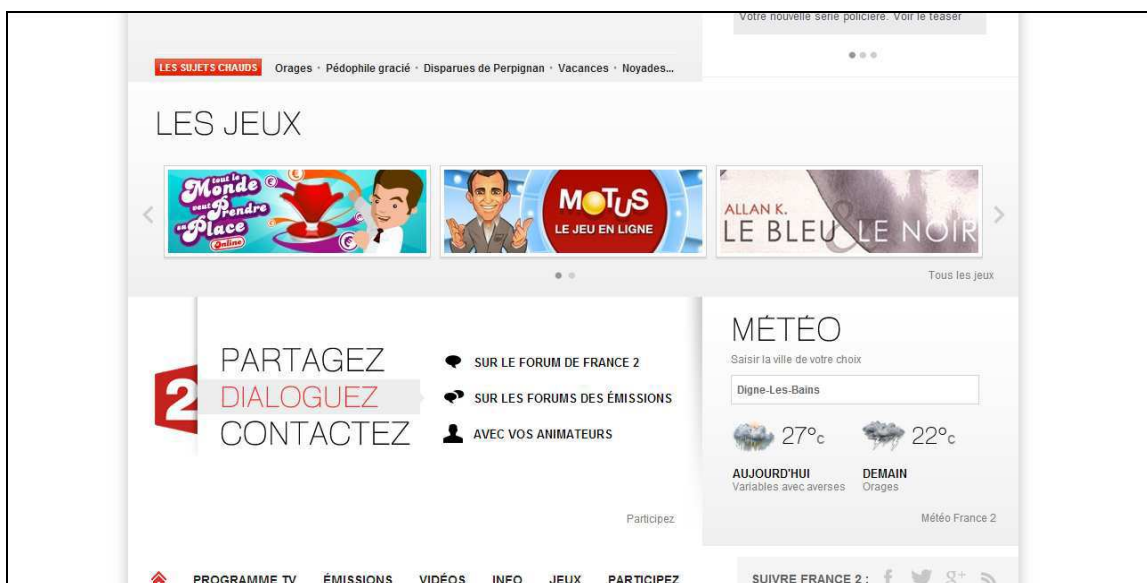 Votre nouvelle série policière. Voir le teaser
LES SUJETS CHAUDS Orages · Pédophile gracié · Disparues de Perpignan · Vacances · Noyades...
LES JEUX
tout le
Monde
veut Prendre
sa Place
Online
MOTUS
LE JEU EN LIGNE
ALLAN K.
LE BLEU & LE NOIR
Tous les jeux
2
PARTAGEZ
DIALOGUEZ
CONTACTEZ
SUR LE FORUM DE FRANCE 2
SUR LES FORUMS DES ÉMISSIONS
AVEC VOS ANIMATEURS
Participez
MÉTÉO
Saisir la ville de votre choix
Digne-Les-Bains
27°c 22°c
AUJOURD'HUI DEMAIN
Variables avec averses Orages
Météo France 2
PROGRAMME TV ÉMISSIONS VIDÉOS INFO JEUX PARTICIPEZ
SUIVRE FRANCE 2 :